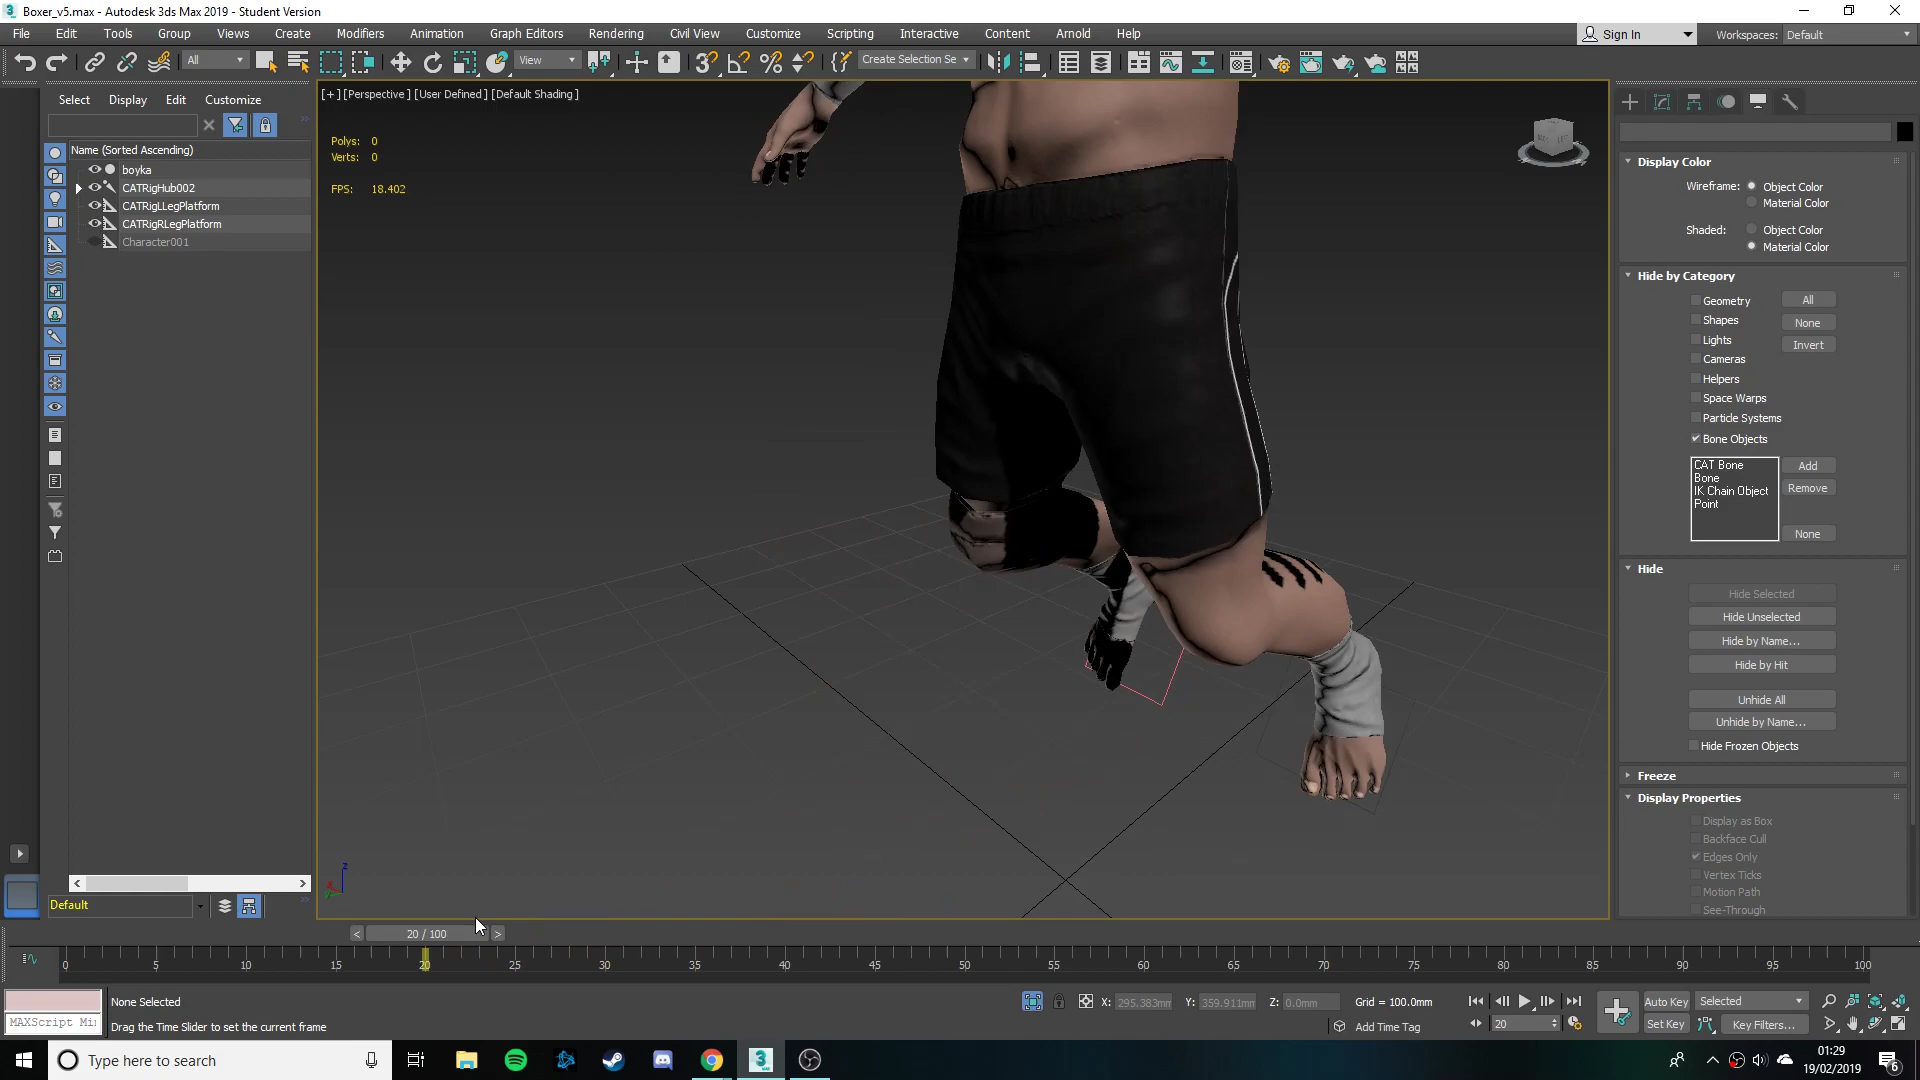 Boxer_v5.max - Autodesk 3ds Max 2019 - Student Version
File Edit Tools Group Views Create Modifiers Animation Graph Editors Rendering Civil View Customize Scripting Interactive Content Arnold Help
Sign In
Workspaces: Default
All
View
Create Selection Se
Select Display Edit Customize
Name (Sorted Ascending)
boyka
CATRigHub002
CATRigLLegPlatform
CATRigRLegPlatform
Character001
Default
[+] [Perspective ] [User Defined ] [Default Shading ]
Polys: 0
Verts: 0
FPS: 18.402
z
Display Color
Wireframe: Object Color
Material Color
Shaded: Object Color
Material Color
Hide by Category
Geometry All
Shapes
None
Lights
Invert
Cameras
Helpers
Space Warps
Particle Systems
Bone Objects
CAT Bone
Bone
IK Chain Object
Point
Add
Remove
None
Hide
Hide Selected
Hide Unselected
Hide by Name...
Hide by Hit
Unhide All
Unhide by Name...
Hide Frozen Objects
Freeze
Display Properties
Display as Box
Backface Cull
Edges Only
Vertex Ticks
Motion Path
See-Through
< 20 / 100 >
0 5 10 15 20 25 30 35 40 45 50 55 60 65 70 75 80 85 90 95 100
None Selected
MAXScript Mi
Drag the Time Slider to set the current frame
X: 295.383mm Y: 359.911mm Z: 0.0mm Grid = 100.0mm
Add Time Tag
20
Auto Key Selected
Set Key Key Filters...
Type here to search
01:29
19/02/2019
6